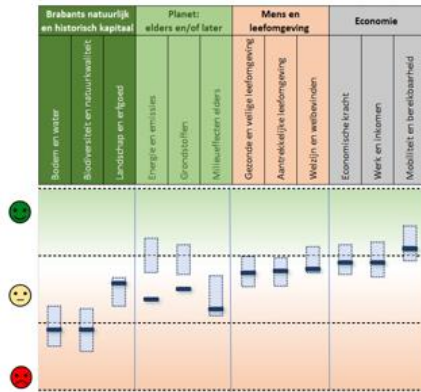 Brabants natuurlijk
en historisch kapitaal
Planet:
elders en/of later
Mens en
leefomgeving
Economie
Bodem en water
Biodiversiteit en natuurkwaliteit
Landschap en erfgoed
Energie en emissies
Grondstoffen
Milieueffecten elders
Gezonde en veilige leefomgeving
Aantrekkelijke leefomgeving
Welzijn en welbevinden
Economische kracht
Werk en inkomen
Mobiliteit en bereikbaarheid